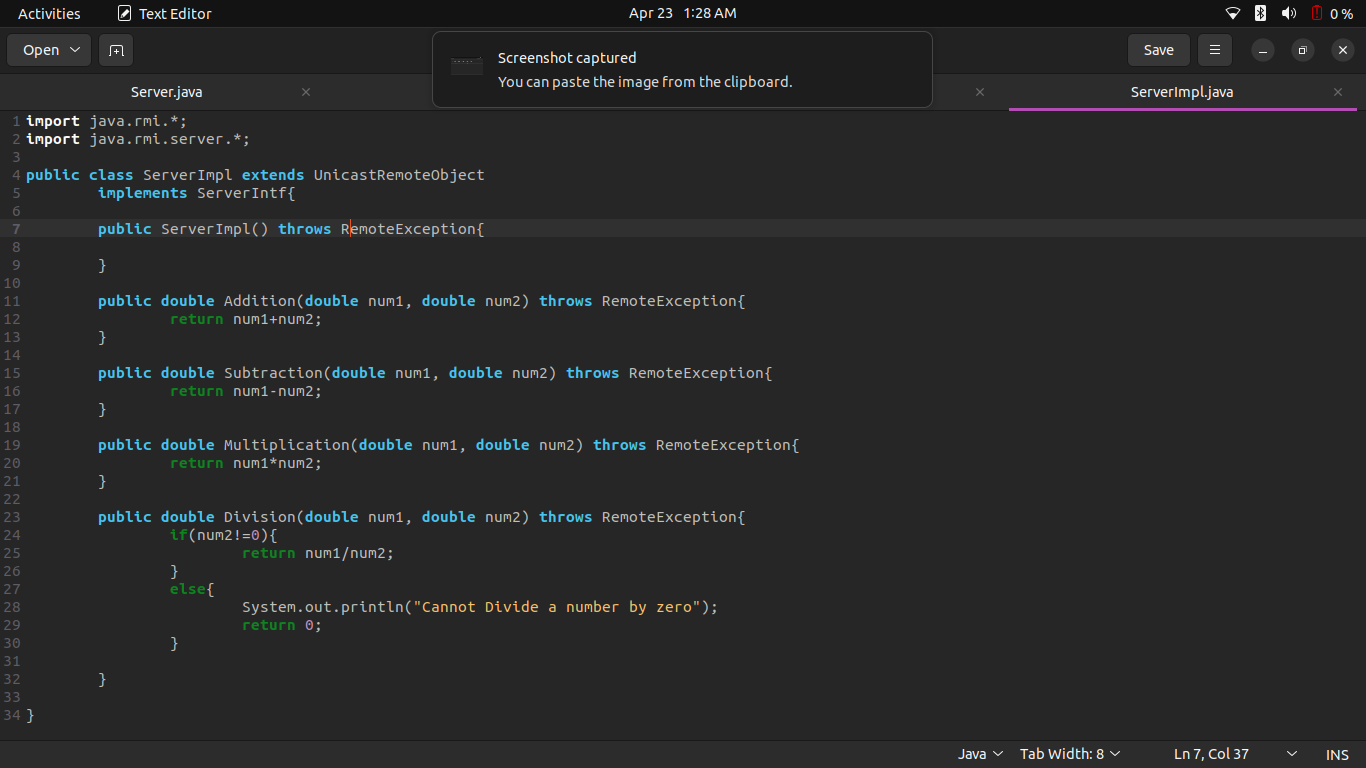 Activities Text Editor Apr 23 1:28 AM 0 %
Open Save
Screenshot captured
You can paste the image from the clipboard.
Server.java ServerImpl.java
1 import java.rmi.*;
2 import java.rmi.server.*;
3
4 public class ServerImpl extends UnicastRemoteObject
5 implements ServerIntf{
6
7 public ServerImpl() throws RemoteException{
8
9 }
10
11 public double Addition(double num1, double num2) throws RemoteException{
12 return num1+num2;
13 }
14
15 public double Subtraction(double num1, double num2) throws RemoteException{
16 return num1-num2;
17 }
18
19 public double Multiplication(double num1, double num2) throws RemoteException{
20 return num1*num2;
21 }
22
23 public double Division(double num1, double num2) throws RemoteException{
24 if(num2!=0){
25 return num1/num2;
26 }
27 else{
28 System.out.println("Cannot Divide a number by zero");
29 return 0;
30 }
31
32 }
33
34 }
Java Tab Width: 8 Ln 7, Col 37 INS